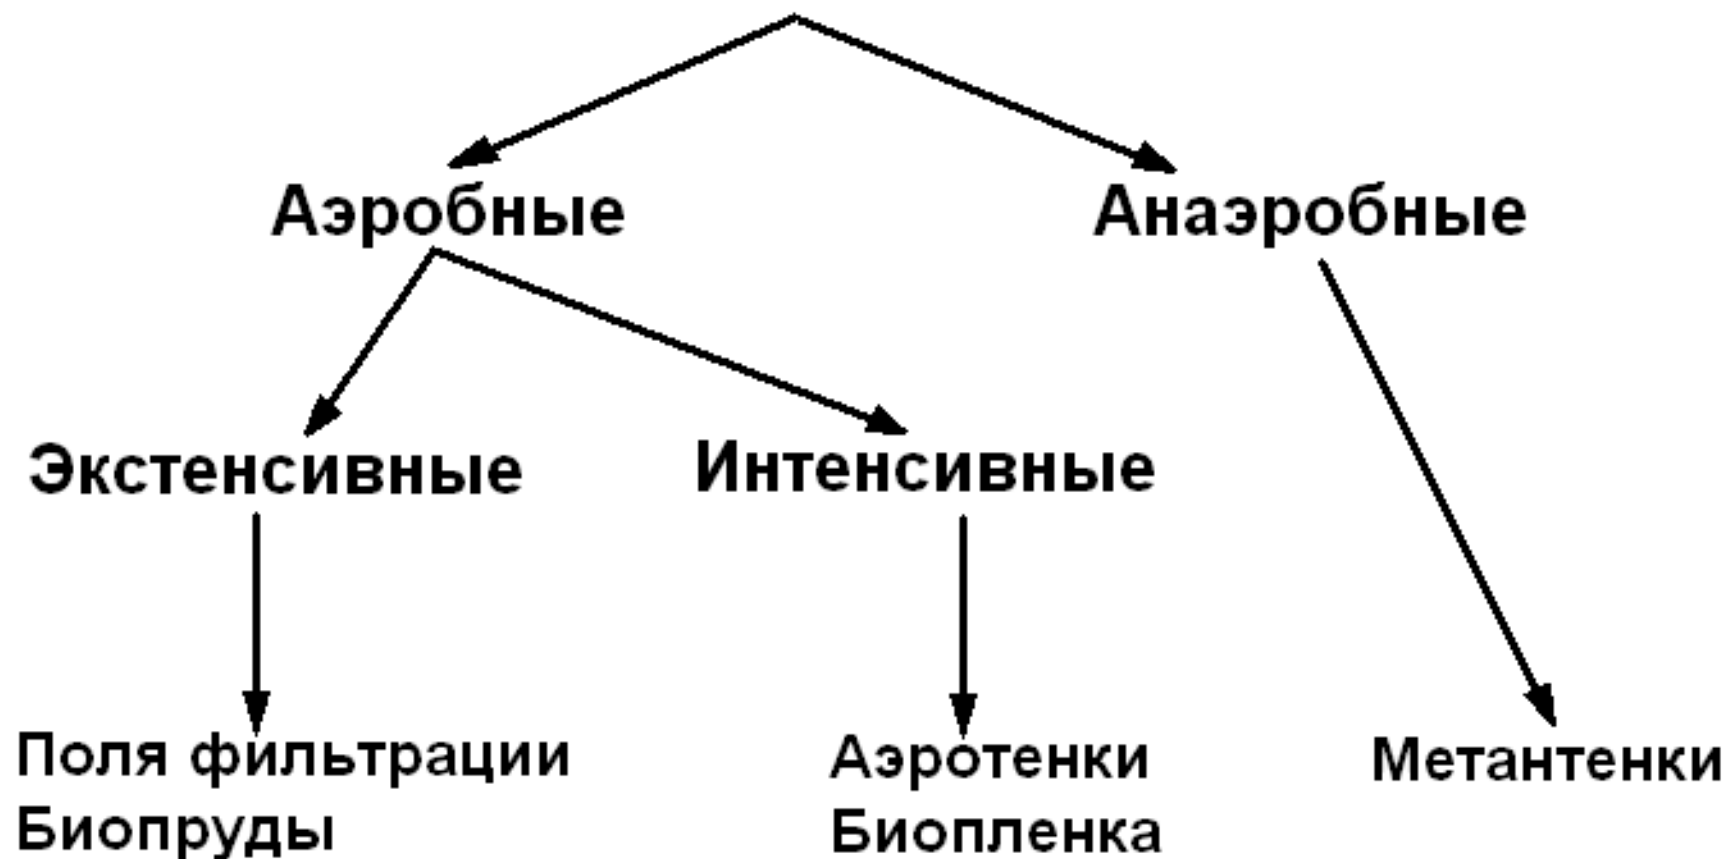 Аэробные
Анаэробные
Экстенсивные
Интенсивные
Поля фильтрации
Биопруды
Аэротенки
Биопленка
Метантенки